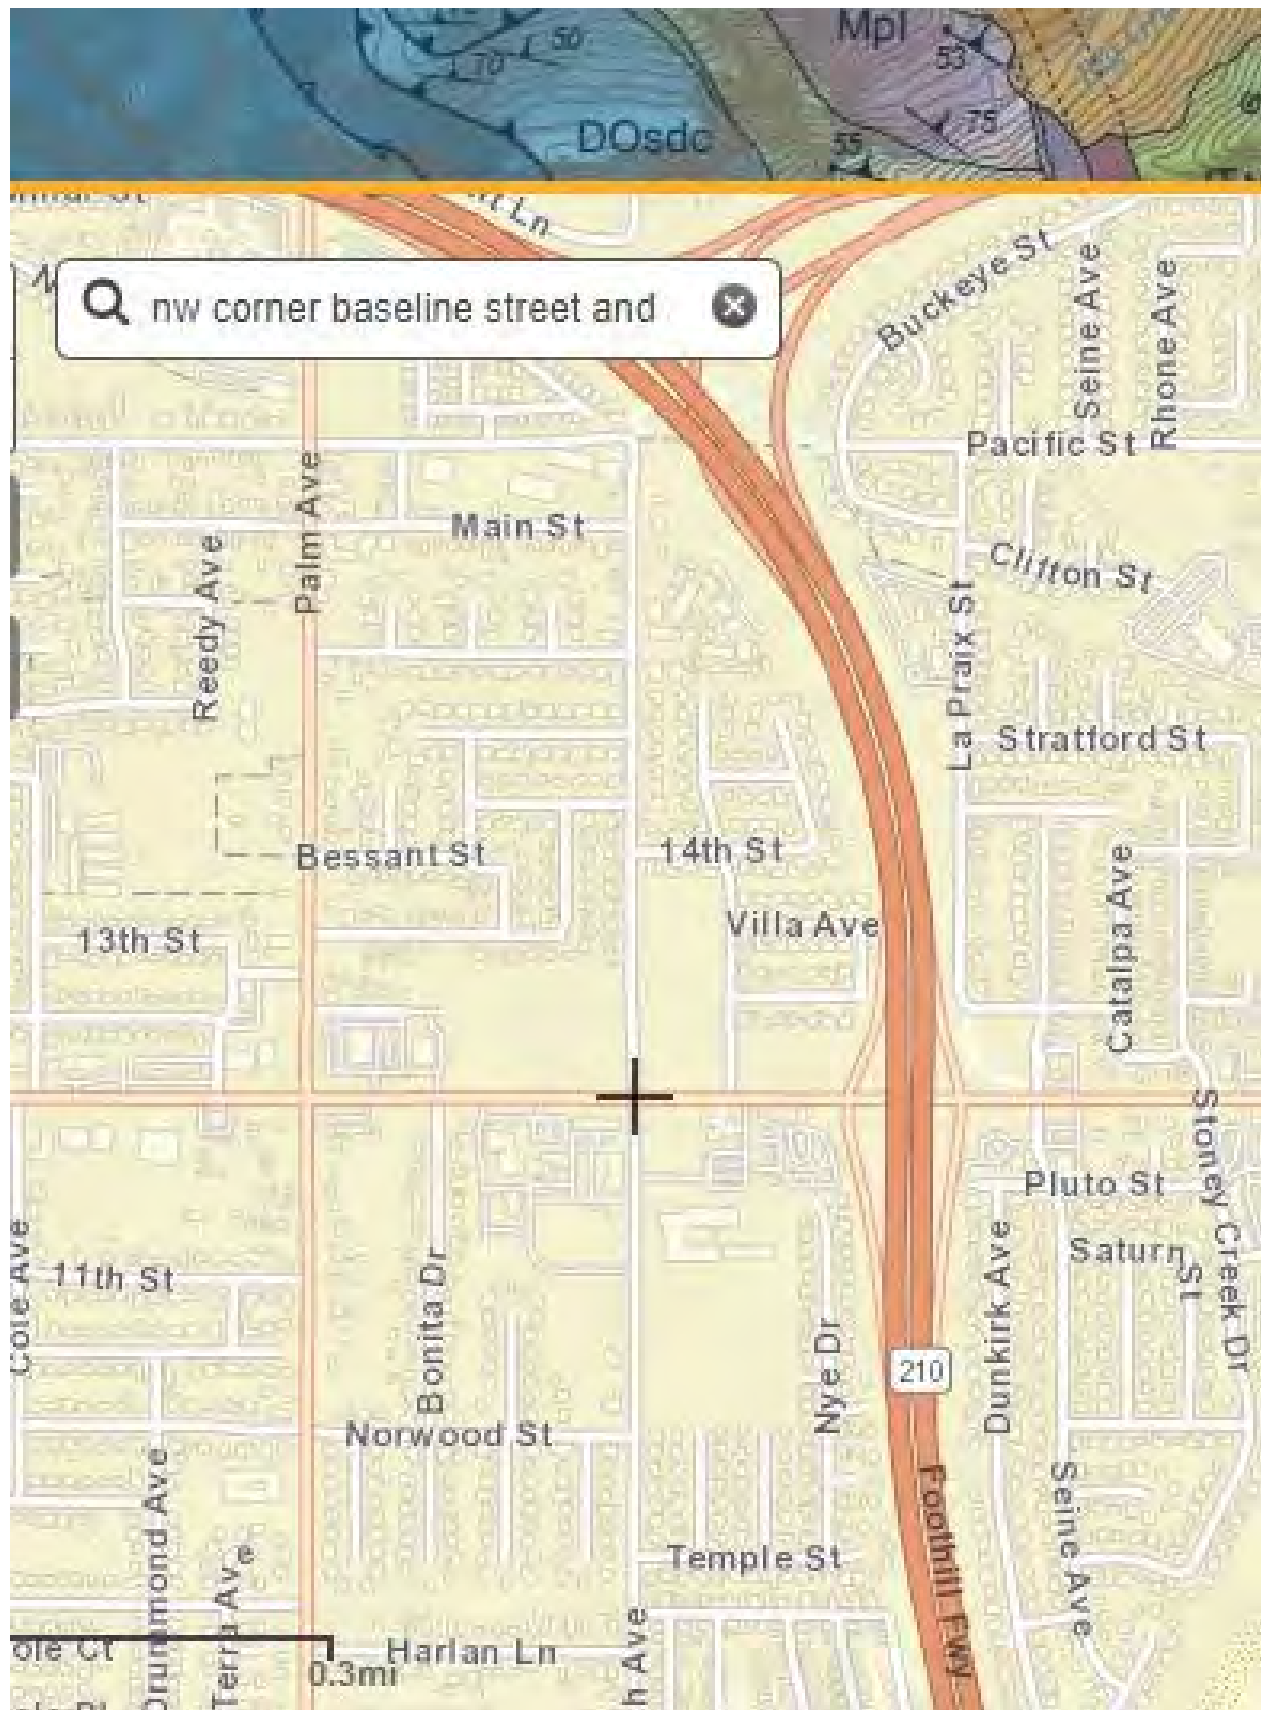 50
70
Mpl
53
DOsdc
75
55
Ln
nw corner baseline street and
Buckeye St
Seine Ave
Rhone Ave
Pacific St
Palm Ave
Main St
Reedy Ave
Clifton St
La Praix St
Stratford St
Bessant St
14th St
Villa Ave
Catalpa Ave
13th St
Stoney Creek Dr
Pluto St
Saturn St
Dunkirk Ave
Cole Ave
11th St
Bonita Dr
Nye Dr
210
Norwood St
Foothill Fwy
Seine Ave
Drummond Ave
Terra Ave
Temple St
h Ave
ole Ct
0.3mi
Harlan Ln